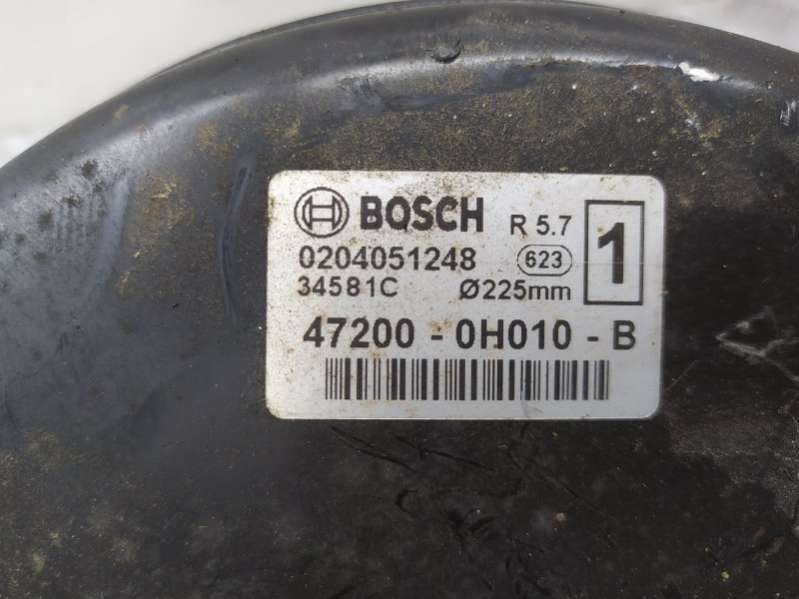 BOSCH R 5.7 1
0204051248 623
34581C Ø225mm
47200 - 0H010 - B